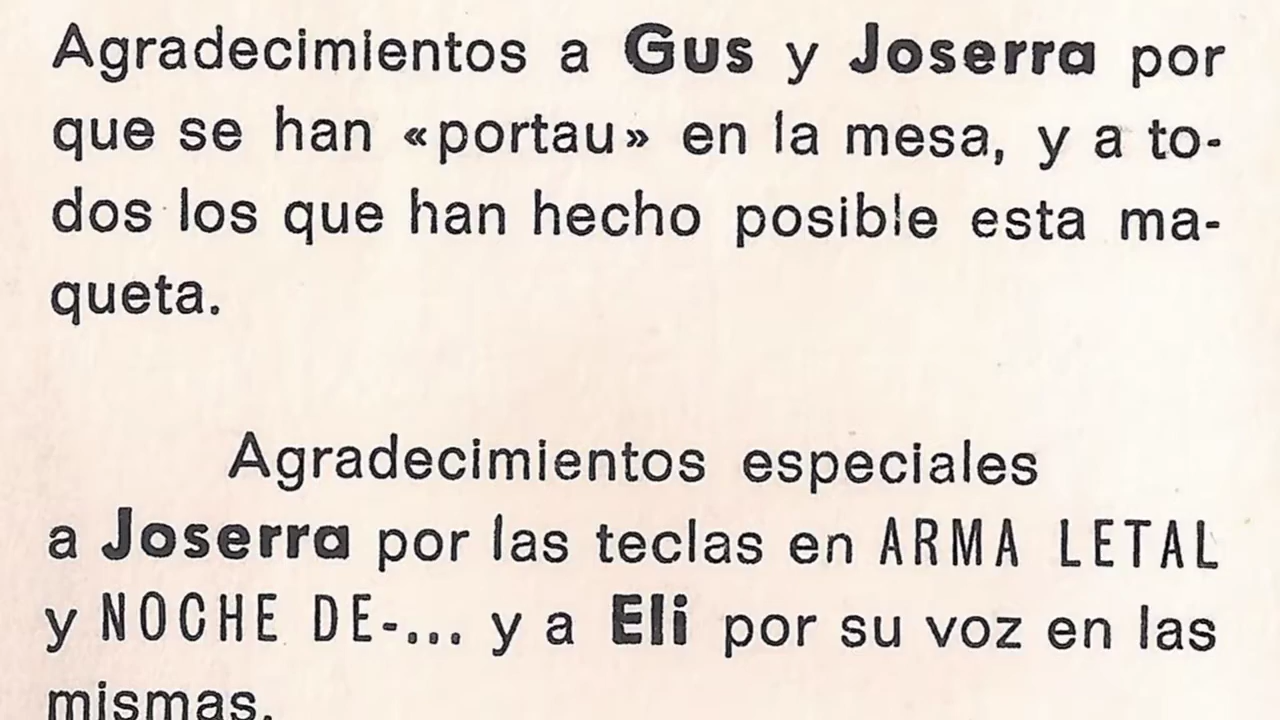 Agradecimientos a Gus y Joserra por
que se han «portau» en la mesa, y a to-
dos los que han hecho posible esta ma-
queta.
Agradecimientos especiales
a Joserra por las teclas en ARMA LETAL
y NOCHE DE-... y a Eli por su voz en las
mismas.